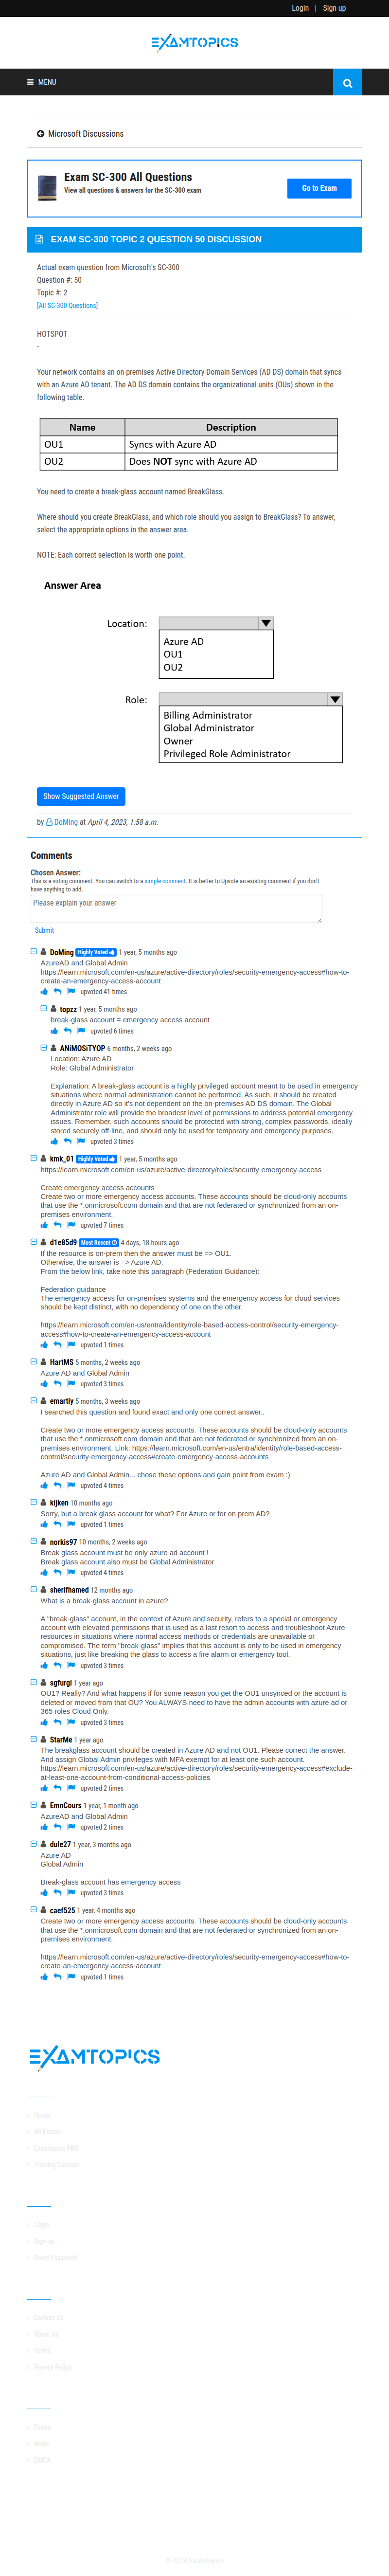 Login | Sign up
EXAMTOPICS
MENU
Microsoft Discussions
Exam SC-300 All Questions
View all questions & answers for the SC-300 exam
Go to Exam
EXAM SC-300 TOPIC 2 QUESTION 50 DISCUSSION
Actual exam question from Microsoft's SC-300
Question #: 50
Topic #: 2
[All SC-300 Questions]
HOTSPOT
-
Your network contains an on-premises Active Directory Domain Services (AD DS) domain that syncs
with an Azure AD tenant. The AD DS domain contains the organizational units (OUs) shown in the
following table.
Name Description
OU1 Syncs with Azure AD
OU2 Does NOT sync with Azure AD
You need to create a break-glass account named BreakGlass.
Where should you create BreakGlass, and which role should you assign to BreakGlass? To answer,
select the appropriate options in the answer area.
NOTE: Each correct selection is worth one point.
Answer Area
Location:
Azure AD
OU1
OU2
Role:
Billing Administrator
Global Administrator
Owner
Privileged Role Administrator
Show Suggested Answer
by DoMing at April 4, 2023, 1:58 a.m.
Comments
Chosen Answer:
This is a voting comment. You can switch to a simple comment. It is better to Upvote an existing comment if you don't
have anything to add.
Please explain your answer
Submit
DoMing Highly Voted 1 year, 5 months ago
AzureAD and Global Admin
https://learn.microsoft.com/en-us/azure/active-directory/roles/security-emergency-access#how-to-
create-an-emergency-access-account
upvoted 41 times
topzz 1 year, 5 months ago
break-glass account = emergency access account
upvoted 6 times
ANiMOSiTYOP 6 months, 2 weeks ago
Location: Azure AD
Role: Global Administrator
Explanation: A break-glass account is a highly privileged account meant to be used in emergency
situations where normal administration cannot be performed. As such, it should be created
directly in Azure AD so it's not dependent on the on-premises AD DS domain. The Global
Administrator role will provide the broadest level of permissions to address potential emergency
issues. Remember, such accounts should be protected with strong, complex passwords, ideally
stored securely off-line, and should only be used for temporary and emergency purposes.
upvoted 3 times
kmk_01 Highly Voted 1 year, 5 months ago
https://learn.microsoft.com/en-us/azure/active-directory/roles/security-emergency-access
Create emergency access accounts
Create two or more emergency access accounts. These accounts should be cloud-only accounts
that use the *.onmicrosoft.com domain and that are not federated or synchronized from an on-
premises environment.
upvoted 7 times
d1e85d9 Most Recent 4 days, 18 hours ago
If the resource is on-prem then the answer must be => OU1.
Otherwise, the answer is => Azure AD.
From the below link, take note this paragraph (Federation Guidance):
Federation guidance
The emergency access for on-premises systems and the emergency access for cloud services
should be kept distinct, with no dependency of one on the other.
https://learn.microsoft.com/en-us/entra/identity/role-based-access-control/security-emergency-
access#how-to-create-an-emergency-access-account
upvoted 1 times
HartMS 5 months, 2 weeks ago
Azure AD and Global Admin
upvoted 3 times
emartiy 5 months, 3 weeks ago
I searched this question and found exact and only one correct answer..
Create two or more emergency access accounts. These accounts should be cloud-only accounts
that use the *.onmicrosoft.com domain and that are not federated or synchronized from an on-
premises environment. Link: https://learn.microsoft.com/en-us/entra/identity/role-based-access-
control/security-emergency-access#create-emergency-access-accounts
Azure AD and Global Admin... chose these options and gain point from exam :)
upvoted 4 times
kijken 10 months ago
Sorry, but a break glass account for what? For Azure or for on prem AD?
upvoted 1 times
norkis97 10 months, 2 weeks ago
Break glass account must be only azure ad account !
Break glass account also must be Global Administrator
upvoted 4 times
sherifhamed 12 months ago
What is a break-glass account in azure?
A "break-glass" account, in the context of Azure and security, refers to a special or emergency
account with elevated permissions that is used as a last resort to access and troubleshoot Azure
resources in situations where normal access methods or credentials are unavailable or
compromised. The term "break-glass" implies that this account is only to be used in emergency
situations, just like breaking the glass to access a fire alarm or emergency tool.
upvoted 3 times
sgfurgi 1 year ago
OU1? Really? And what happens if for some reason you get the OU1 unsynced or the account is
deleted or moved from that OU? You ALWAYS need to have the admin accounts with azure ad or
365 roles Cloud Only.
upvoted 3 times
StarMe 1 year ago
The breakglass account should be created in Azure AD and not OU1. Please correct the answer.
And assign Global Admin privileges with MFA exempt for at least one such account.
https://learn.microsoft.com/en-us/azure/active-directory/roles/security-emergency-access#exclude-
at-least-one-account-from-conditional-access-policies
upvoted 2 times
EmnCours 1 year, 1 month ago
AzureAD and Global Admin
upvoted 2 times
dule27 1 year, 3 months ago
Azure AD
Global Admin
Break-glass account has emergency access
upvoted 3 times
caef525 1 year, 4 months ago
Create two or more emergency access accounts. These accounts should be cloud-only accounts
that use the *.onmicrosoft.com domain and that are not federated or synchronized from an on-
premises environment.
https://learn.microsoft.com/en-us/azure/active-directory/roles/security-emergency-access#how-to-
create-an-emergency-access-account
upvoted 1 times
EXAMTOPICS
Home
All Exams
Examtopics PRO
Training Courses
Login
Sign up
Reset Password
Contact Us
About Us
Terms
Privacy Policy
Forum
News
DMCA
© 2024 ExamTopics